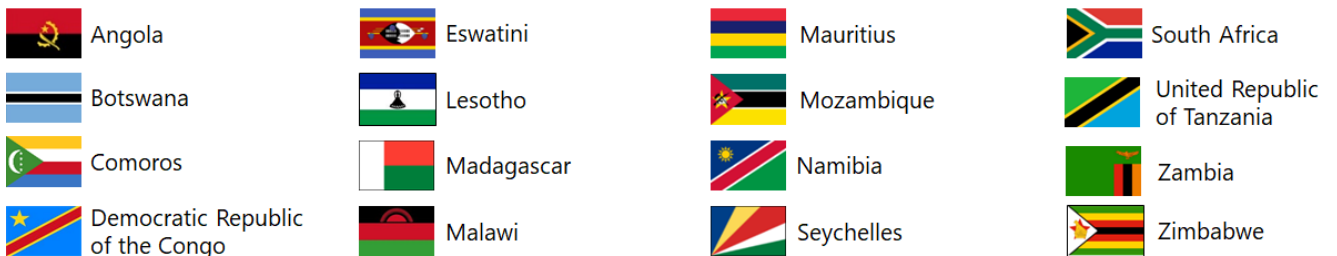 Angola
Botswana
Comoros
Democratic Republic
of the Congo
Eswatini
Lesotho
Madagascar
Malawi
Mauritius
Mozambique
Namibia
Seychelles
South Africa
United Republic
of Tanzania
Zambia
Zimbabwe